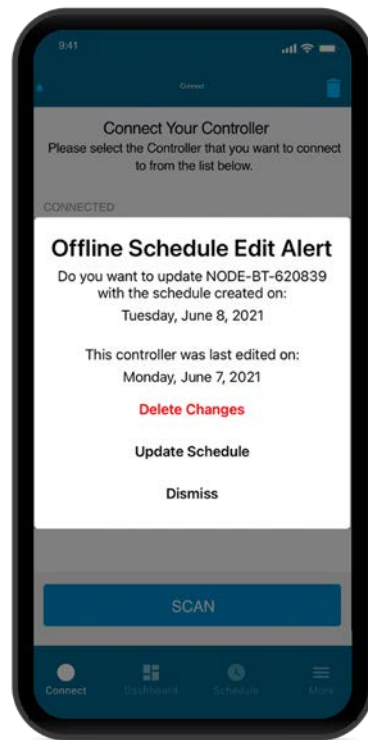 9:41
Connect
Connect Your Controller
Please select the Controller that you want to connect
to from the list below.
CONNECTED
Offline Schedule Edit Alert
Do you want to update NODE-BT-620839
with the schedule created on:
Tuesday, June 8, 2021
This controller was last edited on:
Monday, June 7, 2021
Delete Changes
Update Schedule
Dismiss
SCAN
Connect Dashboard Schedule More